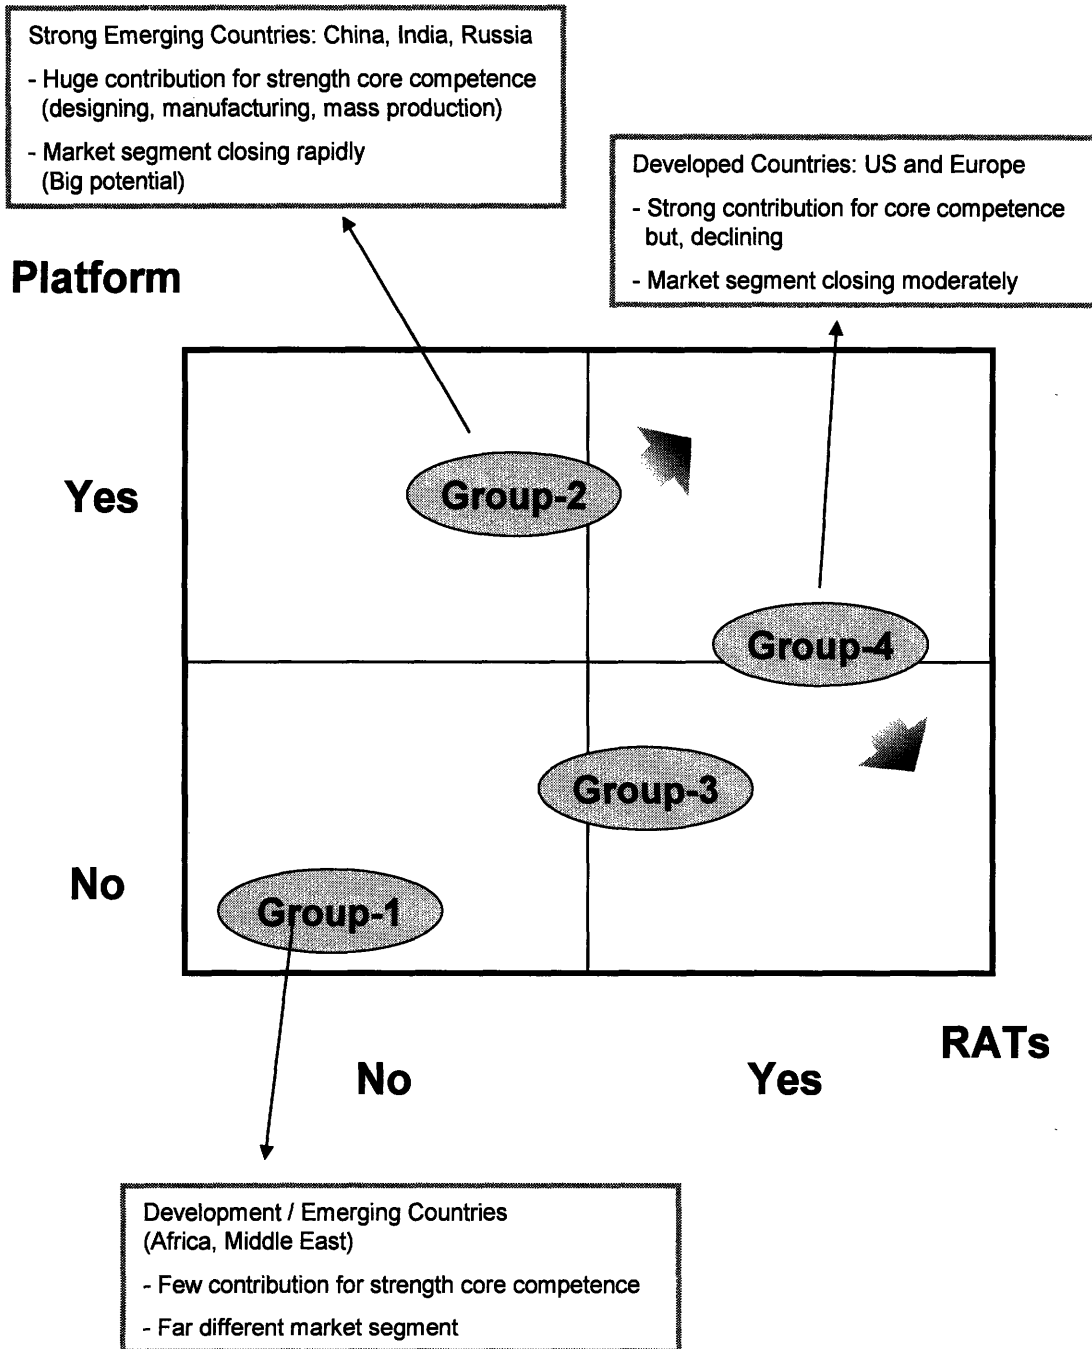 Strong Emerging Countries: China, India, Russia
- Huge contribution for strength core competence
(designing, manufacturing, mass production)
- Market segment closing rapidly
(Big potential)
Developed Countries: US and Europe
- Strong contribution for core competence
but, declining
- Market segment closing moderately
Platform
Yes
Group-2
Group-4
Group-3
No
Group-1
RATs
No
Yes
Development / Emerging Countries
(Africa, Middle East)
- Few contribution for strength core competence
- Far different market segment